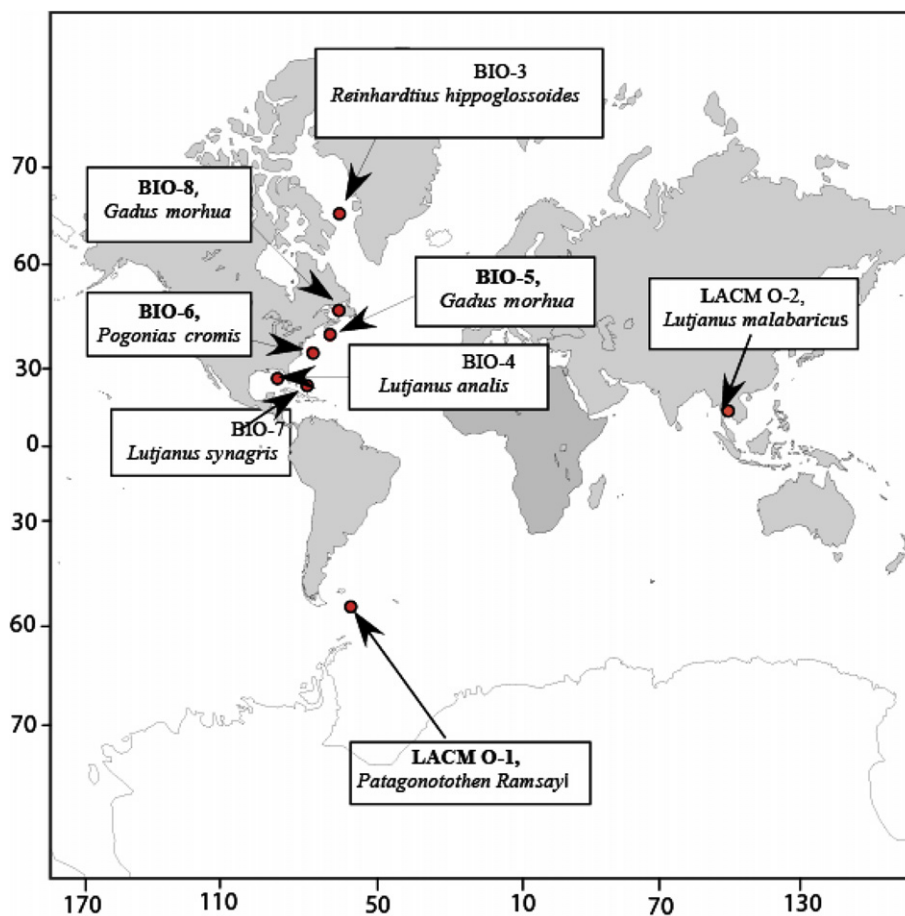 BIO-3
Reinhardtius hippoglossoides
70
BIO-8,
Gadus morhua
60
BIO-5,
Gadus morhua
LACM O-2,
Lutjanus malabaricus
BIO-6,
Pogonias cromis
30
BIO-4
Lutjanus analis
BIO-7
Lutjanus synagris
0
30
60
70
LACM O-1,
Patagonotothen Ramsayi
170 110 50 10 70 130